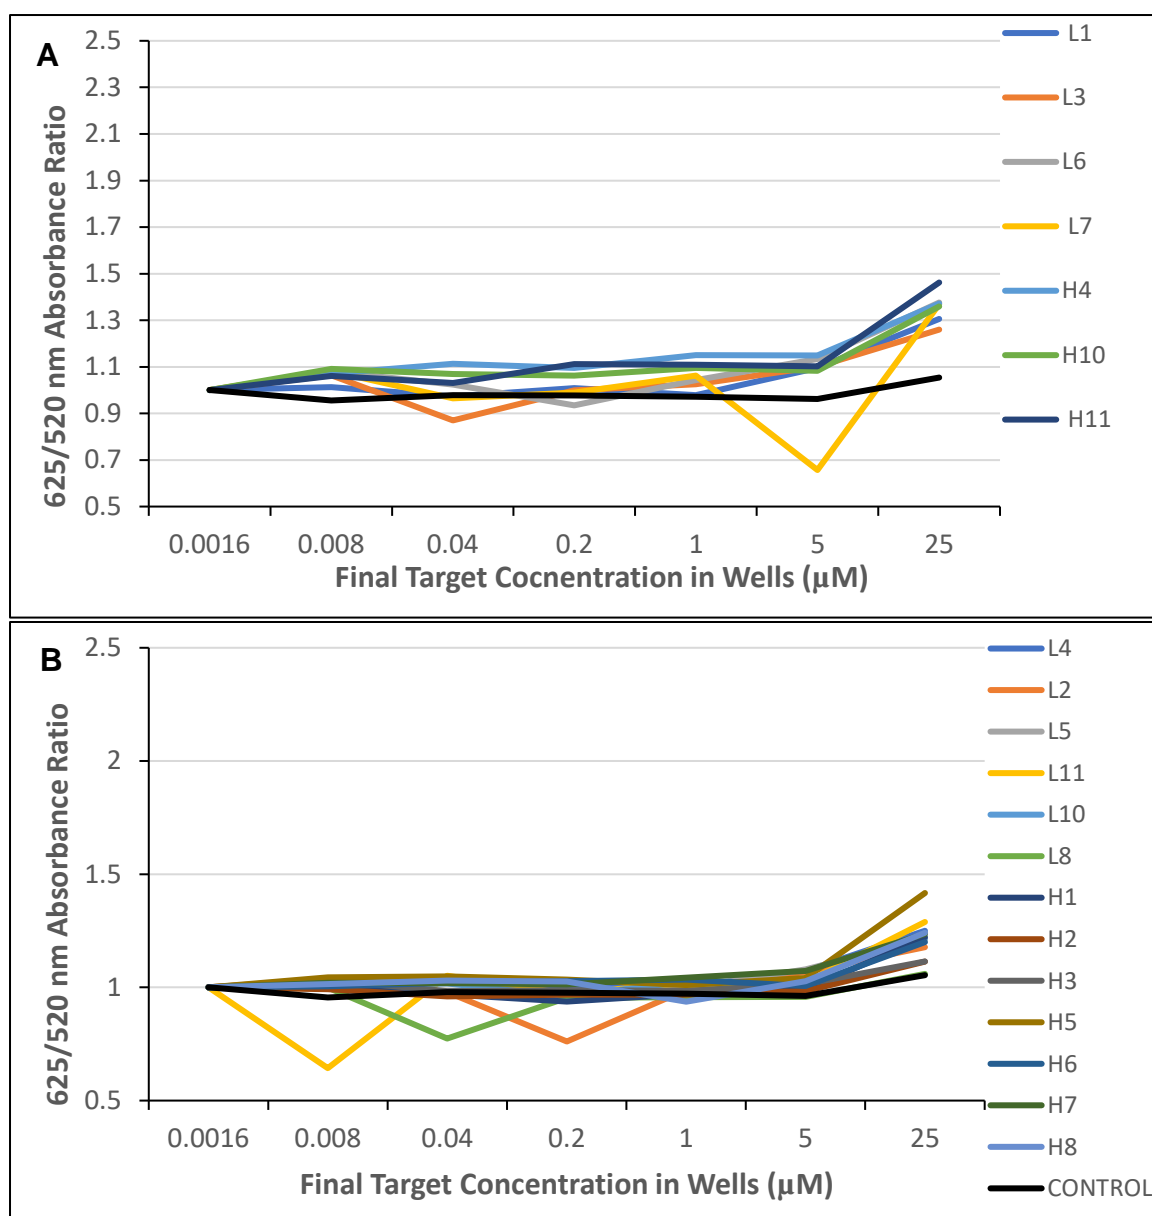 A
2.5
2.3
2.1
1.9
1.7
1.5
1.3
1.1
0.9
0.7
0.5
625/520 nm Absorbance Ratio
0.0016 0.008 0.04 0.2 1 5 25
Final Target Cocnentration in Wells (μM)
L1
L3
L6
L7
H4
H10
H11
B
2.5
2
1.5
1
0.5
625/520 nm Absorbance Ratio
0.0016 0.008 0.04 0.2 1 5 25
Final Target Concentration in Wells (μM)
L4
L2
L5
L11
L10
L8
H1
H2
H3
H5
H6
H7
H8
CONTROL